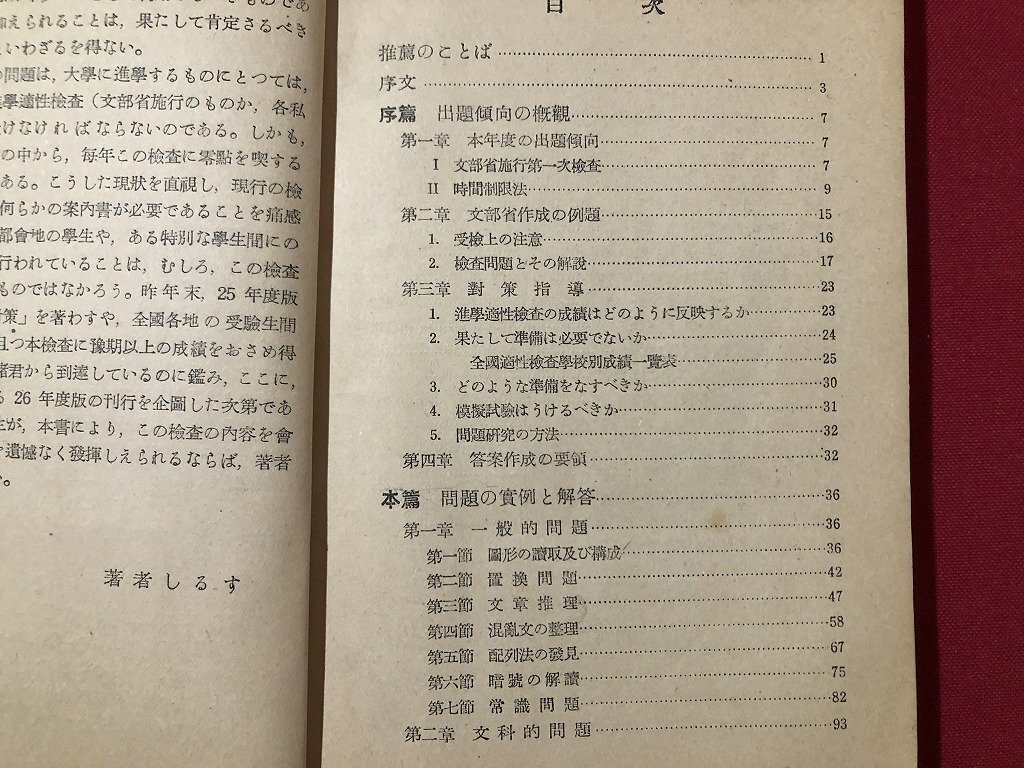 えられることは，果たして肯定さるべき
いわざるを得ない。
問題は，大學に進學するものにとつては，
學適性檢査（文部省施行のものか，各私
けなければならないのである。しかも，
の中から，毎年この檢査に零點を喫する
ある。こうした現狀を直視し，現行の檢
何らかの案內書が必要であることを痛感
都會地の學生や，ある特別な學生間にの
行われていることは，むしろ，この檢査
ものではなかろう。昨年末，25 年度版
策」を著わすや，全國各地の受驗生間
且つ本檢査に豫期以上の成績をおさめ得
諸君から到達しているのに鑑み，ここに，
る 26 年度版の刊行を企圖した次第であ
が，本書により，この檢査の內容を會
遺憾なく發揮しえられるならば，著者
。
著者しるす
目 次
推薦のことば……1
序文……3
序篇 出題傾向の槪觀……7
第一章 本年度の出題傾向……7
I 文部省施行第一次檢査……7
II 時間制限法……9
第二章 文部省作成の例題……15
1. 受檢上の注意……16
2. 檢査問題とその解說……17
第三章 對策指導……23
1. 進學適性檢査の成績はどのように反映するか……23
2. 果たして準備は必要でないか……24
全國適性檢査學校別成績一覽表……25
3. どのような準備をなすべきか……30
4. 模擬試驗はうけるべきか……31
5. 問題硏究の方法……32
第四章 答案作成の要領……32
本篇 問題の實例と解答……36
第一章 一般的問題……36
第一節 圖形の讀取及び構成……36
第二節 置換問題……42
第三節 文章推理……47
第四節 混亂文の整理……58
第五節 配列法の發見……67
第六節 暗號の解讀……75
第七節 常識問題……82
第二章 文科的問題……93